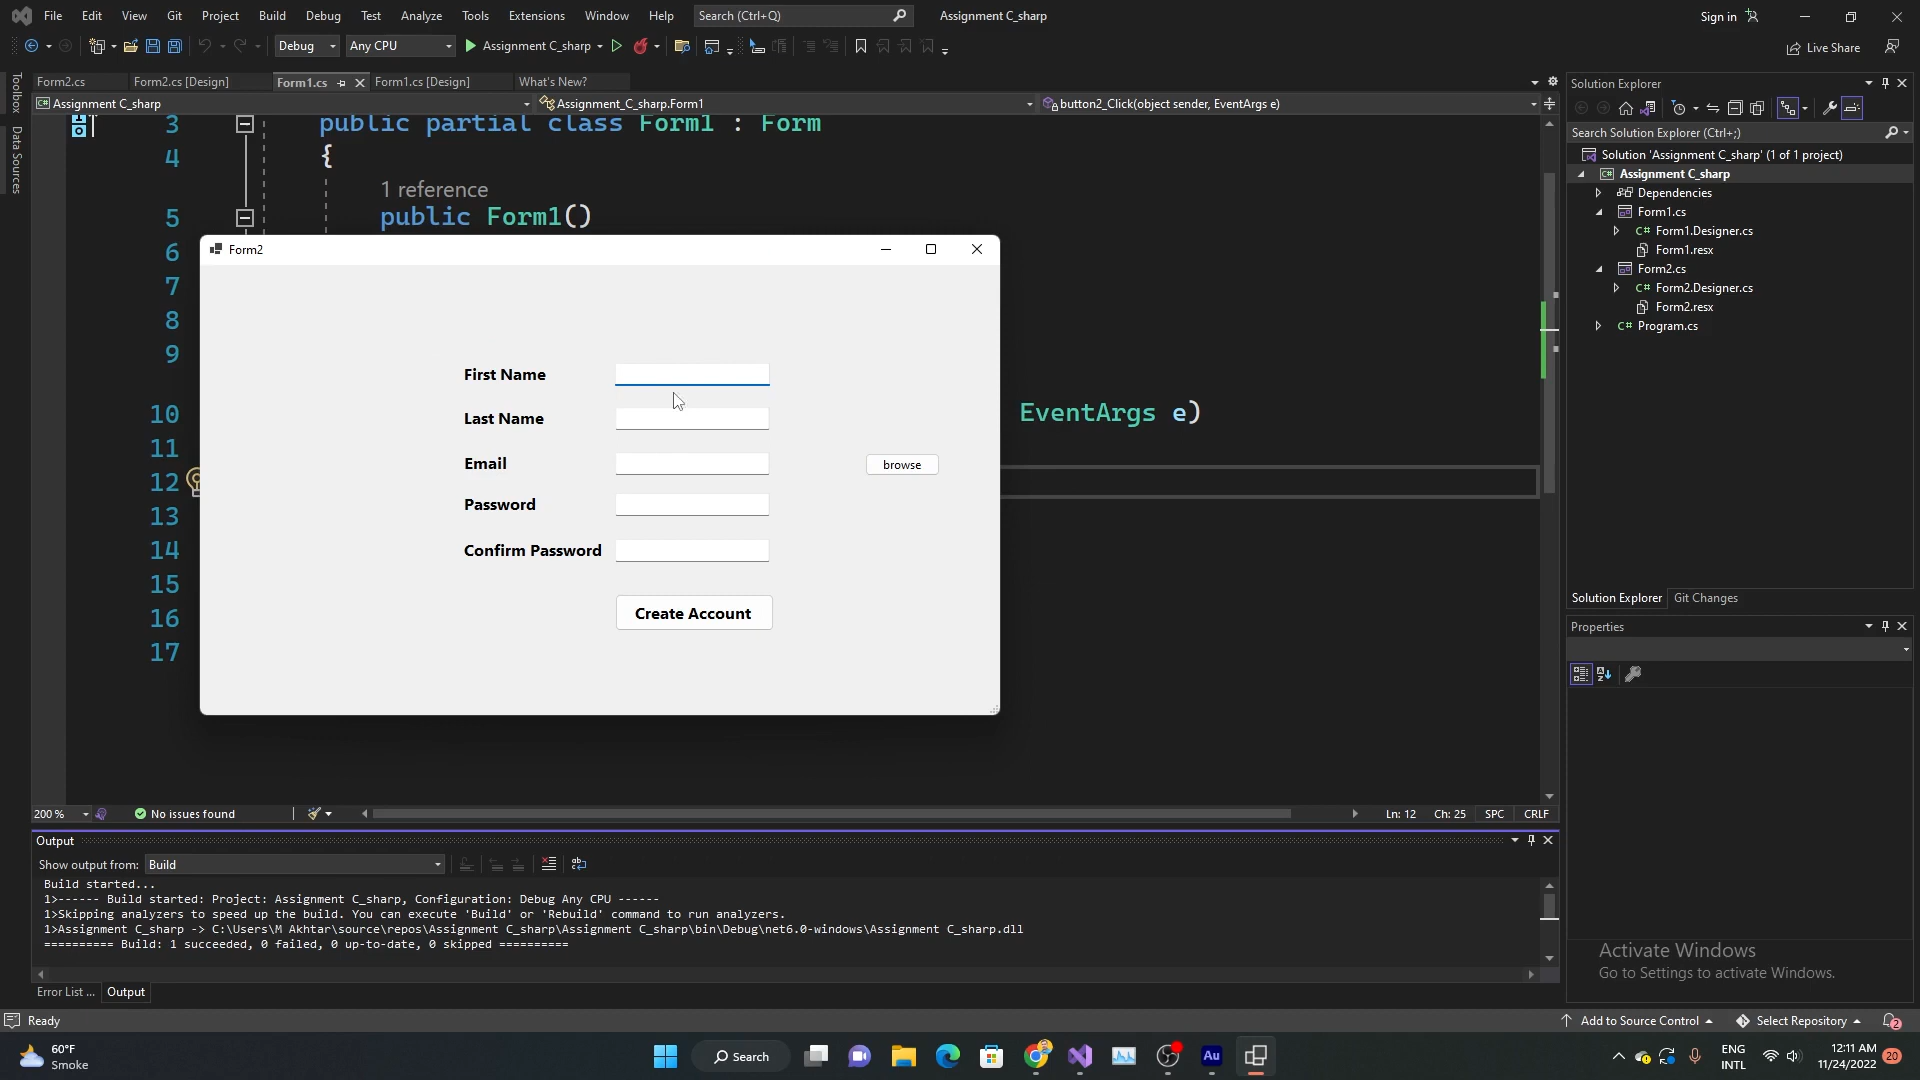 File Edit View Git Project Build Debug Test Analyze Tools Extensions Window Help Search (Ctrl+Q) Assignment C_sharp Sign in
Debug Any CPU Assignment C_sharp Live Share
Toolbox
Data Sources
Form2.cs Form2.cs [Design] Form1.cs Form1.cs [Design] What's New?
Assignment C_sharp Assignment_C_sharp.Form1 button2_Click(object sender, EventArgs e)
3 public partial class Form1 : Form
4 {
1 reference
5 public Form1()
6
7
8
9
10 EventArgs e)
11
12
13
14
15
16
17
Form2
First Name
Last Name
Email browse
Password
Confirm Password
Create Account
200 % No issues found Ln: 12 Ch: 25 SPC CRLF
Output
Show output from: Build
Build started...
1>------ Build started: Project: Assignment C_sharp, Configuration: Debug Any CPU ------
1>Skipping analyzers to speed up the build. You can execute 'Build' or 'Rebuild' command to run analyzers.
1>Assignment C_sharp -> C:\Users\M Akhtar\source\repos\Assignment C_sharp\Assignment C_sharp\bin\Debug\net6.0-windows\Assignment C_sharp.dll
========== Build: 1 succeeded, 0 failed, 0 up-to-date, 0 skipped ==========
Error List ... Output
Solution Explorer
Search Solution Explorer (Ctrl+;)
Solution 'Assignment C_sharp' (1 of 1 project)
C# Assignment C_sharp
Dependencies
Form1.cs
C# Form1.Designer.cs
Form1.resx
Form2.cs
C# Form2.Designer.cs
Form2.resx
C# Program.cs
Solution Explorer Git Changes
Properties
Activate Windows
Go to Settings to activate Windows.
Ready Add to Source Control Select Repository 2
60°F
Smoke
Search
Au
ENG
INTL
12:11 AM
11/24/2022
20